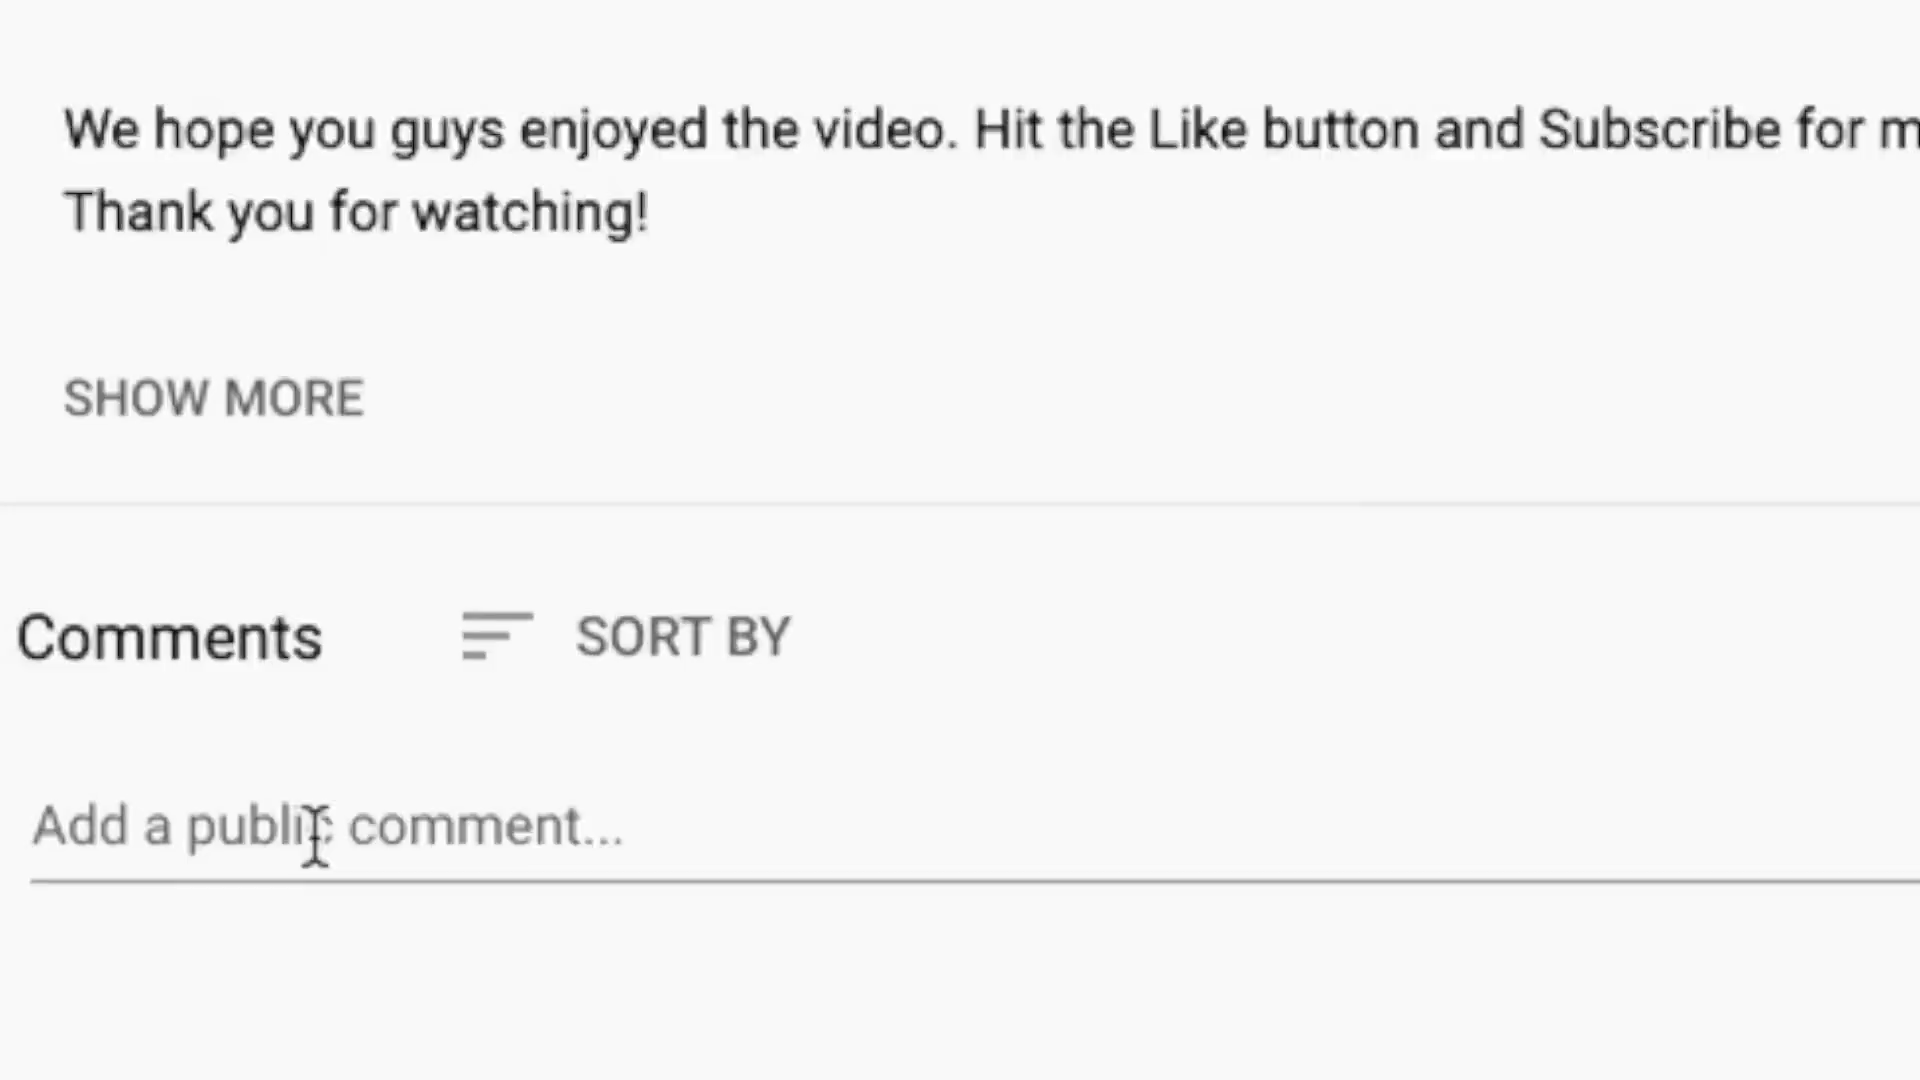 We hope you guys enjoyed the video. Hit the Like button and Subscribe for
Thank you for watching!
SHOW MORE
Comments
SORT BY
Add a public comment...